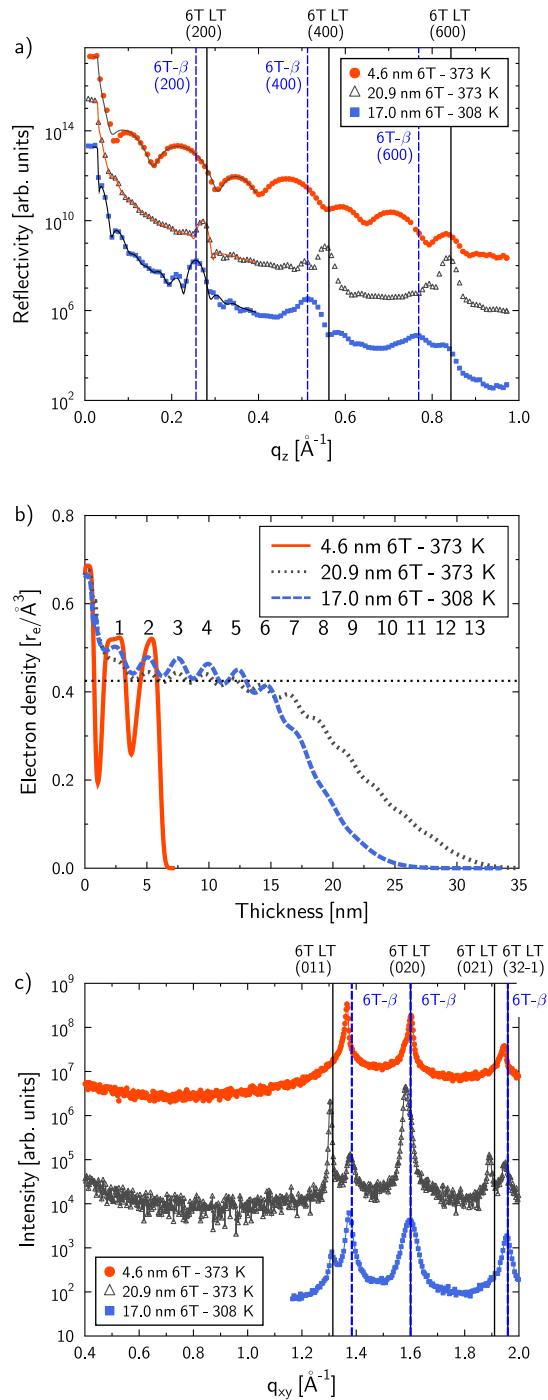 6T LT 6T LT 6T LT
a) (200) (400) (600)
6T-β 6T-β
(200) (400)
4.6 nm 6T - 373 K
20.9 nm 6T - 373 K
17.0 nm 6T - 308 K
6T-β
(600)
10^14
10^10
10^6
10^2
Reflectivity [arb. units]
0.0 0.2 0.4 0.6 0.8 1.0
q_z [Å^-1]
b)
0.8
0.6
0.4
0.2
0.0
Electron density [r_e/Å^3]
4.6 nm 6T - 373 K
20.9 nm 6T - 373 K
17.0 nm 6T - 308 K
1 2 3 4 5 6 7 8 9 10 11 12 13
0 5 10 15 20 25 30 35
Thickness [nm]
6T LT 6T LT 6T LT 6T LT
c) (011) (020) (021) (32-1)
6T-β 6T-β 6T-β
10^9
10^8
10^7
10^6
10^5
10^4
10^3
10^2
10
Intensity [arb. units]
4.6 nm 6T - 373 K
20.9 nm 6T - 373 K
17.0 nm 6T - 308 K
0.4 0.6 0.8 1.0 1.2 1.4 1.6 1.8 2.0
q_xy [Å^-1]